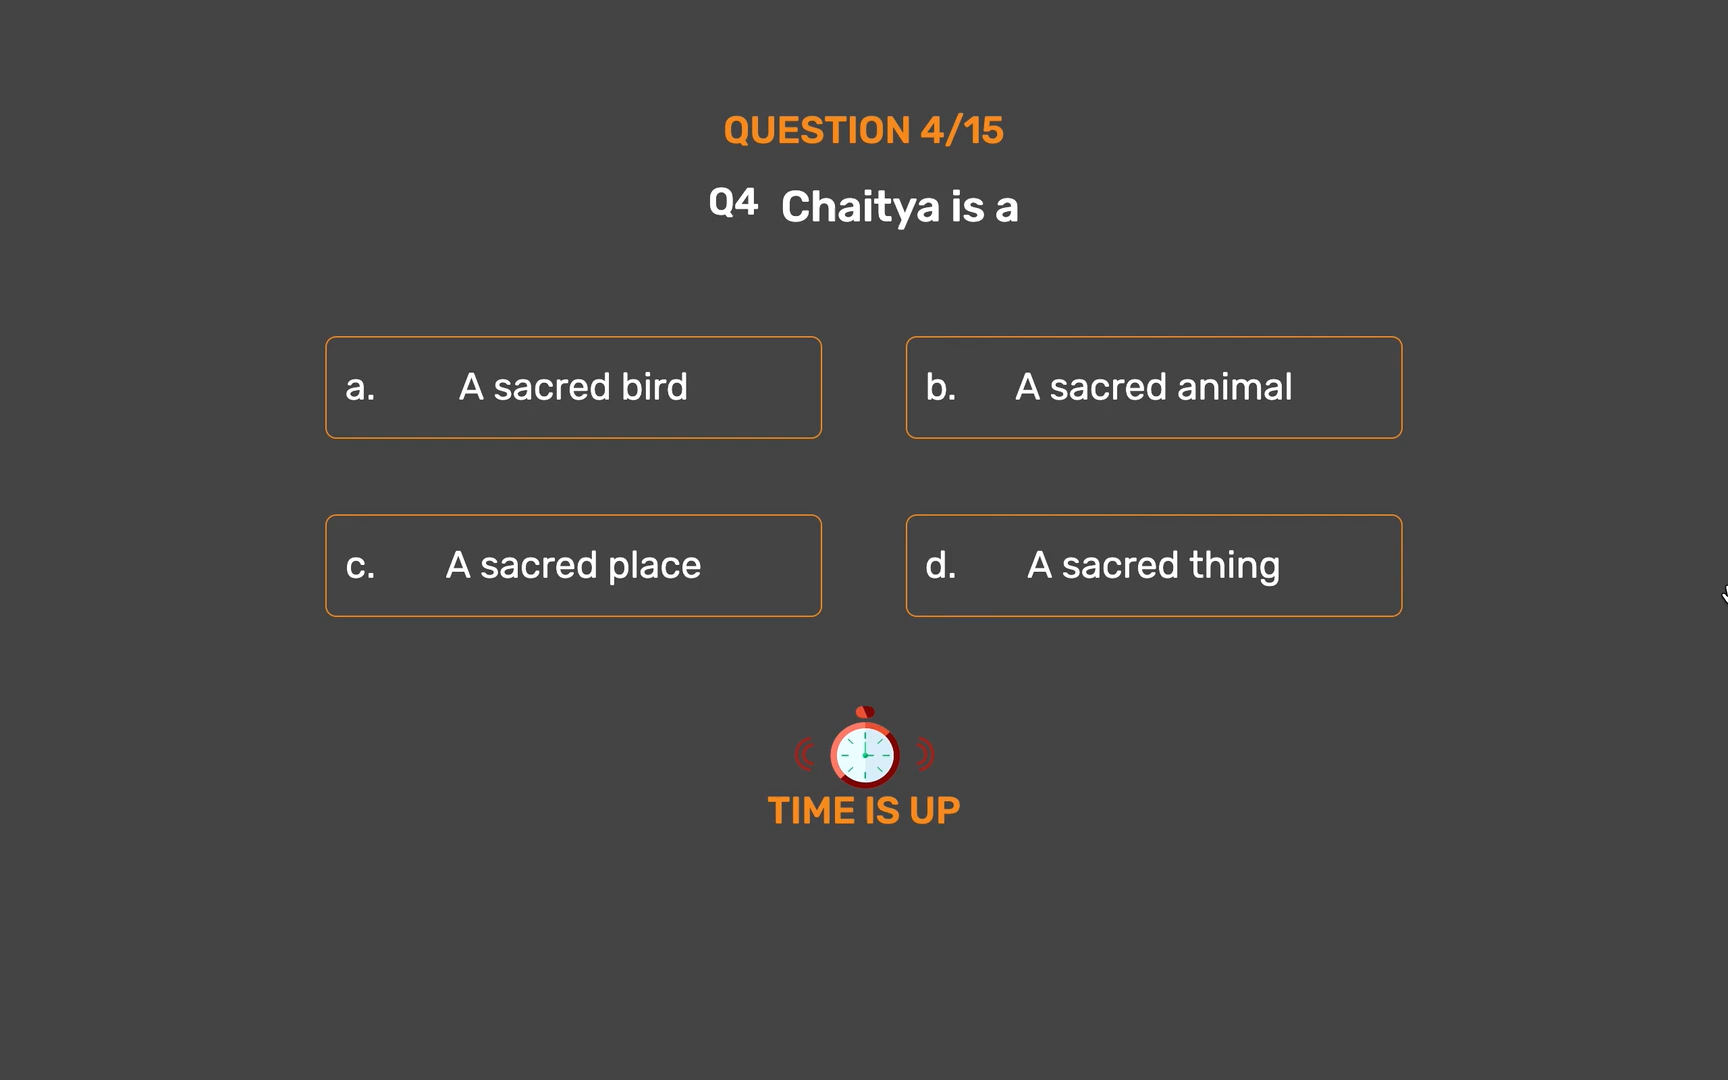 QUESTION 4/15
Q4 Chaitya is a
a. A sacred bird
b. A sacred animal
c. A sacred place
d. A sacred thing
TIME IS UP